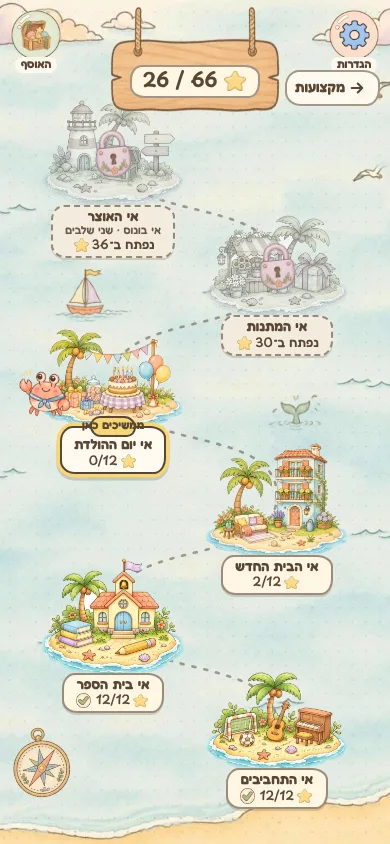 האוסף
26 / 66
הגדרות
מקצועות →
אי האוצר
אי בונוס · שני שלבים
נפתח ב־36
אי המתנות
נפתח ב־30
ממשיכים כאן
אי יום ההולדת
0/12
אי הבית החדש
2/12
אי בית הספר
12/12
אי התחביבים
12/12